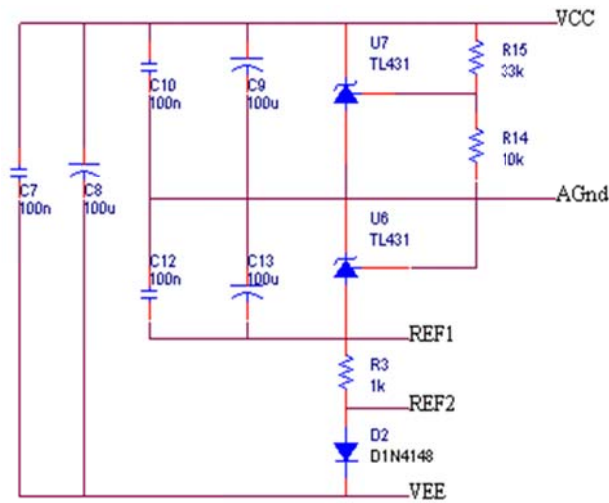 VCC
U7
TL431
R15
33k
C10
100n
C9
100u
R14
10k
C7
100n
C8
100u
AGnd
U6
TL431
C12
100n
C13
100u
REF1
R3
1k
REF2
D2
D1N4148
VEE